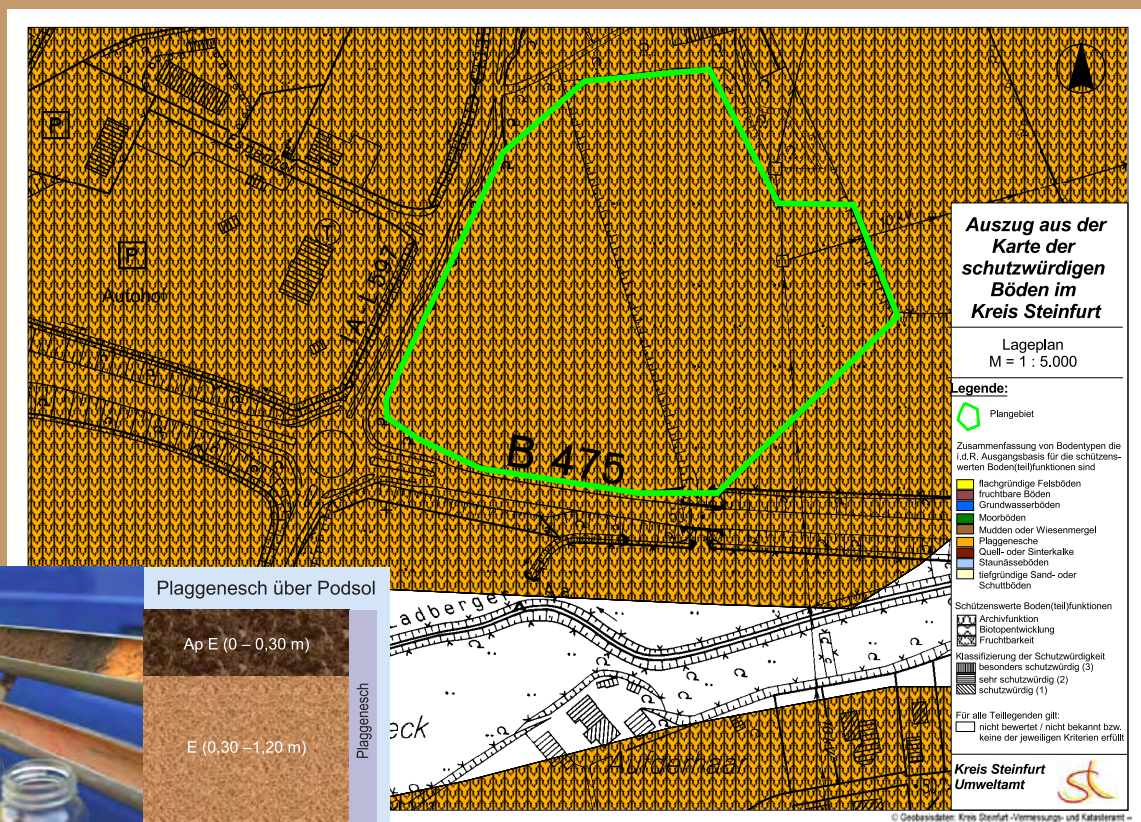 P
P
Autohof
T
L 597
B 475
10 kV
Ladberger
Auszug aus der
Karte der
schutzwürdigen
Böden im
Kreis Steinfurt
Lageplan
M = 1 : 5.000
Legende:
Plangebiet
Zusammenfassung von Bodentypen die
i.d.R. Ausgangsbasis für die schützens-
werten Boden(teil)funktionen sind
flachgründige Felsböden
fruchtbare Böden
Grundwasserböden
Moorböden
Mudden oder Wiesenmergel
Plaggenesche
Quell- oder Sinterkalke
Staunässeböden
tiefgründige Sand- oder
Schuttböden
Schützenswerte Boden(teil)funktionen
Archivfunktion
Biotopentwicklung
Fruchtbarkeit
Klassifizierung der Schutzwürdigkeit
besonders schutzwürdig (3)
sehr schutzwürdig (2)
schutzwürdig (1)
Für alle Teillegenden gilt:
nicht bewertet / nicht bekannt bzw.
keine der jeweiligen Kriterien erfüllt
Kreis Steinfurt
Umweltamt
© Geobasisdaten: Kreis Steinfurt -Vermessungs- und Katasteramt –
Plaggenesch über Podsol
Ap E (0 – 0,30 m)
E (0,30 –1,20 m)
Plaggenesch
eck